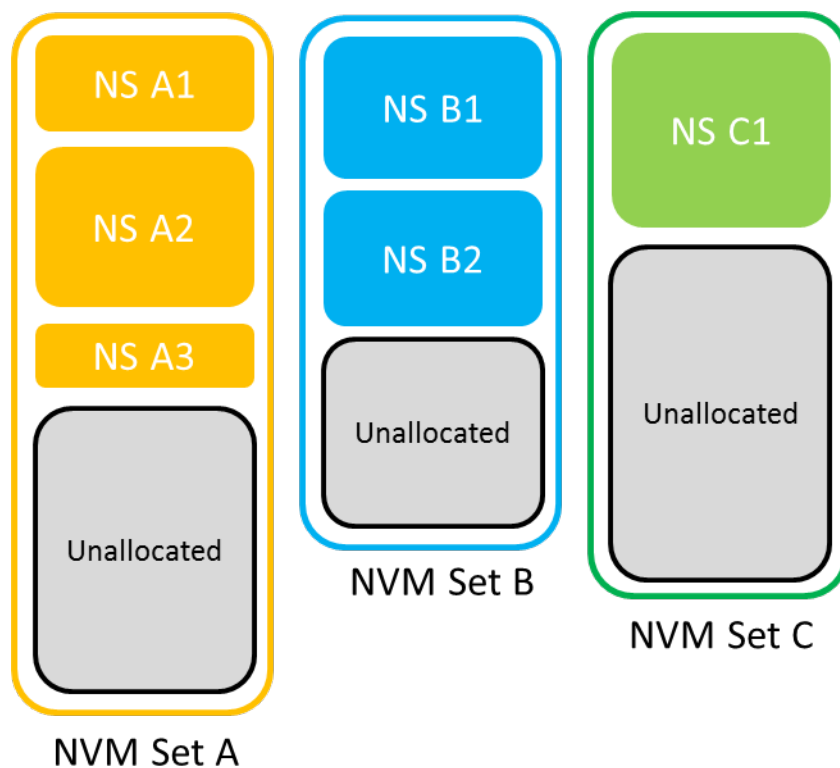 NS A1
NS A2
NS A3
Unallocated
NVM Set A
NS B1
NS B2
Unallocated
NVM Set B
NS C1
Unallocated
NVM Set C